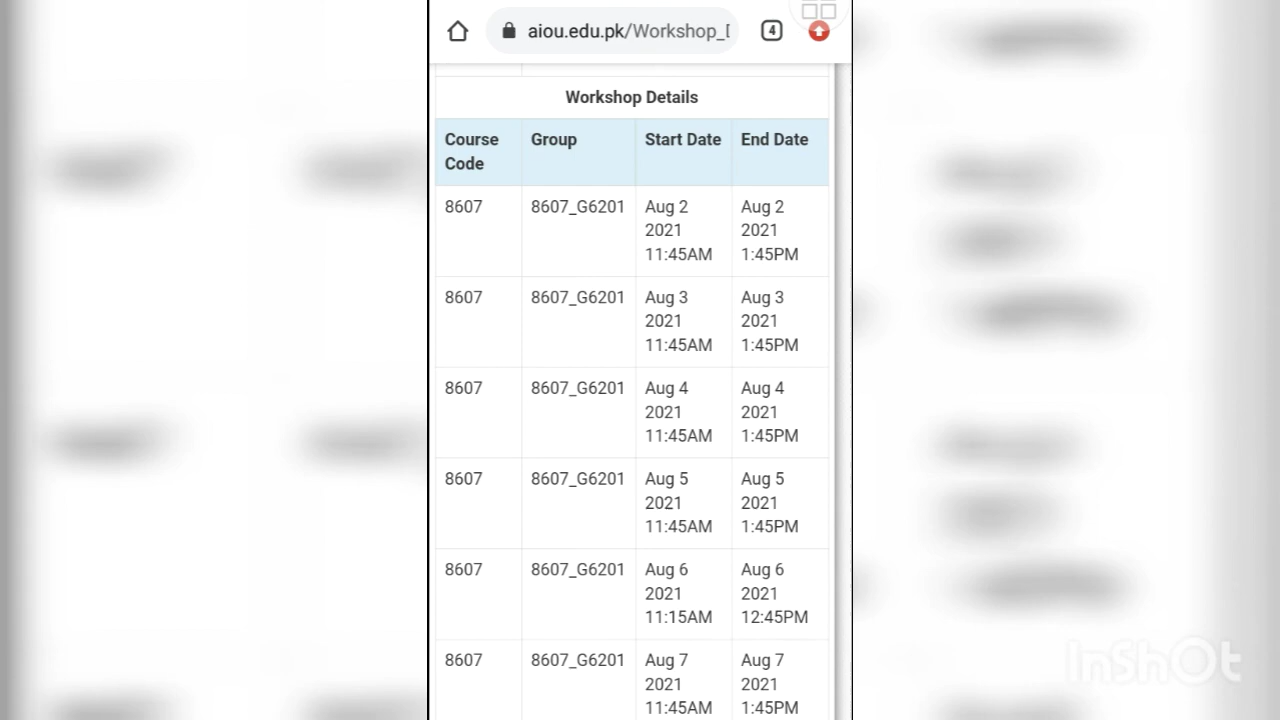 aiou.edu.pk/Workshop_D
4
Workshop Details
Course Code Group Start Date End Date
8607 8607_G6201 Aug 2 2021 11:45AM Aug 2 2021 1:45PM
8607 8607_G6201 Aug 3 2021 11:45AM Aug 3 2021 1:45PM
8607 8607_G6201 Aug 4 2021 11:45AM Aug 4 2021 1:45PM
8607 8607_G6201 Aug 5 2021 11:45AM Aug 5 2021 1:45PM
8607 8607_G6201 Aug 6 2021 11:15AM Aug 6 2021 12:45PM
8607 8607_G6201 Aug 7 2021 11:45AM Aug 7 2021 1:45PM
InShOt